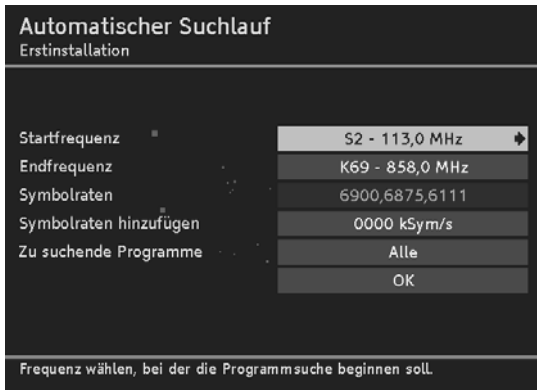 Automatischer Suchlauf
Erstinstallation
Startfrequenz S2 - 113,0 MHz
Endfrequenz K69 - 858,0 MHz
Symbolraten 6900,6875,6111
Symbolraten hinzufügen 0000 kSym/s
Zu suchende Programme Alle
OK
Frequenz wählen, bei der die Programmsuche beginnen soll.